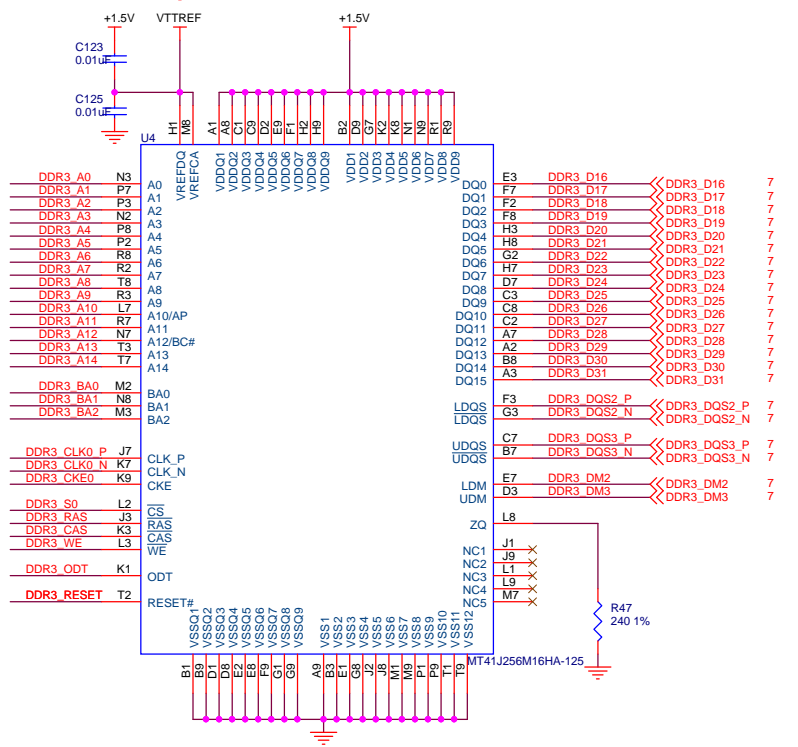 +1.5V VTTREF +1.5V
C123
0.01uF
C125
0.01uF
U4
H1 M8 A1 A8 C1 C9 D2 E9 F1 H2 H9 B2 D9 G7 K2 K8 N1 N9 R1 R9
VREFDQ VREFCA VDDQ1 VDDQ2 VDDQ3 VDDQ4 VDDQ5 VDDQ6 VDDQ7 VDDQ8 VDDQ9 VDD1 VDD2 VDD3 VDD4 VDD5 VDD6 VDD7 VDD8 VDD9
DDR3_A0 N3 A0 DQ0 E3 DDR3_D16 DDR3_D16 7
DDR3_A1 P7 A1 DQ1 F7 DDR3_D17 DDR3_D17 7
DDR3_A2 P3 A2 DQ2 F2 DDR3_D18 DDR3_D18 7
DDR3_A3 N2 A3 DQ3 F8 DDR3_D19 DDR3_D19 7
DDR3_A4 P8 A4 DQ4 H3 DDR3_D20 DDR3_D20 7
DDR3_A5 P2 A5 DQ5 H8 DDR3_D21 DDR3_D21 7
DDR3_A6 R8 A6 DQ6 G2 DDR3_D22 DDR3_D22 7
DDR3_A7 R2 A7 DQ7 H7 DDR3_D23 DDR3_D23 7
DDR3_A8 T8 A8 DQ8 D7 DDR3_D24 DDR3_D24 7
DDR3_A9 R3 A9 DQ9 C3 DDR3_D25 DDR3_D25 7
DDR3_A10 L7 A10/AP DQ10 C8 DDR3_D26 DDR3_D26 7
DDR3_A11 R7 A11 DQ11 C2 DDR3_D27 DDR3_D27 7
DDR3_A12 N7 A12/BC# DQ12 A7 DDR3_D28 DDR3_D28 7
DDR3_A13 T3 A13 DQ13 A2 DDR3_D29 DDR3_D29 7
DDR3_A14 T7 A14 DQ14 B8 DDR3_D30 DDR3_D30 7
DQ15 A3 DDR3_D31 DDR3_D31 7
DDR3_BA0 M2 BA0 LDQS F3 DDR3_DQS2_P DDR3_DQS2_P 7
DDR3_BA1 N8 BA1 LDQS G3 DDR3_DQS2_N DDR3_DQS2_N 7
DDR3_BA2 M3 BA2
UDQS C7 DDR3_DQS3_P DDR3_DQS3_P 7
DDR3_CLK0_P J7 CLK_P UDQS B7 DDR3_DQS3_N DDR3_DQS3_N 7
DDR3_CLK0_N K7 CLK_N
DDR3_CKE0 K9 CKE LDM E7 DDR3_DM2 DDR3_DM2 7
UDM D3 DDR3_DM3 DDR3_DM3 7
DDR3_S0 L2 CS
DDR3_RAS J3 RAS ZQ L8
DDR3_CAS K3 CAS
DDR3_WE L3 WE NC1 J1
NC2 J9
DDR3_ODT K1 ODT NC3 L1
NC4 L9
DDR3_RESET T2 RESET# NC5 M7
R47
240 1%
VSSQ1 VSSQ2 VSSQ3 VSSQ4 VSSQ5 VSSQ6 VSSQ7 VSSQ8 VSSQ9 VSS1 VSS2 VSS3 VSS4 VSS5 VSS6 VSS7 VSS8 VSS9 VSS10 VSS11 VSS12
MT41J256M16HA-125
B1 B9 D1 D8 E2 E8 F9 G1 G9 A9 B3 E1 G8 J2 J8 M1 M9 P1 P9 T1 T9